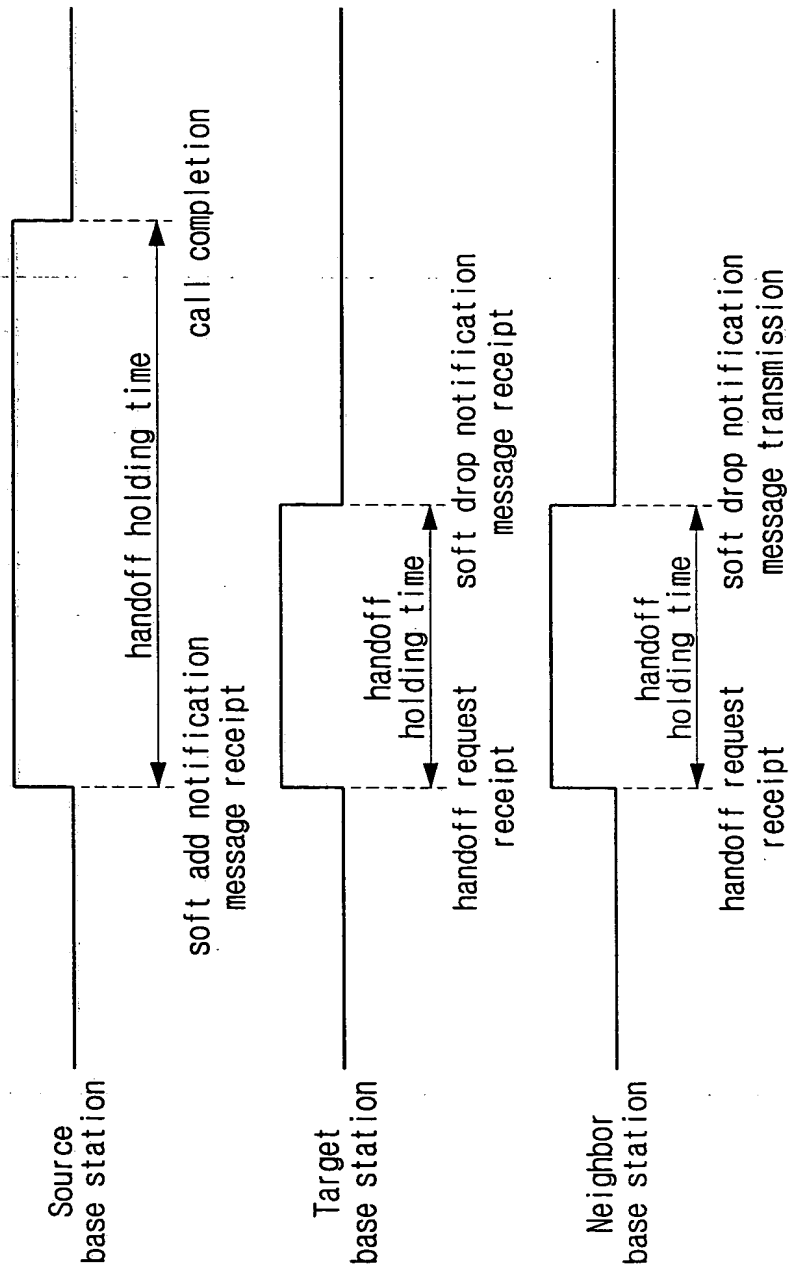 Source
base station
handoff holding time
soft add notification
message receipt
call completion
Target
base station
handoff
holding time
handoff request
receipt
soft drop notification
message receipt
Neighbor
base station
handoff
holding time
handoff request
receipt
soft drop notification
message transmission